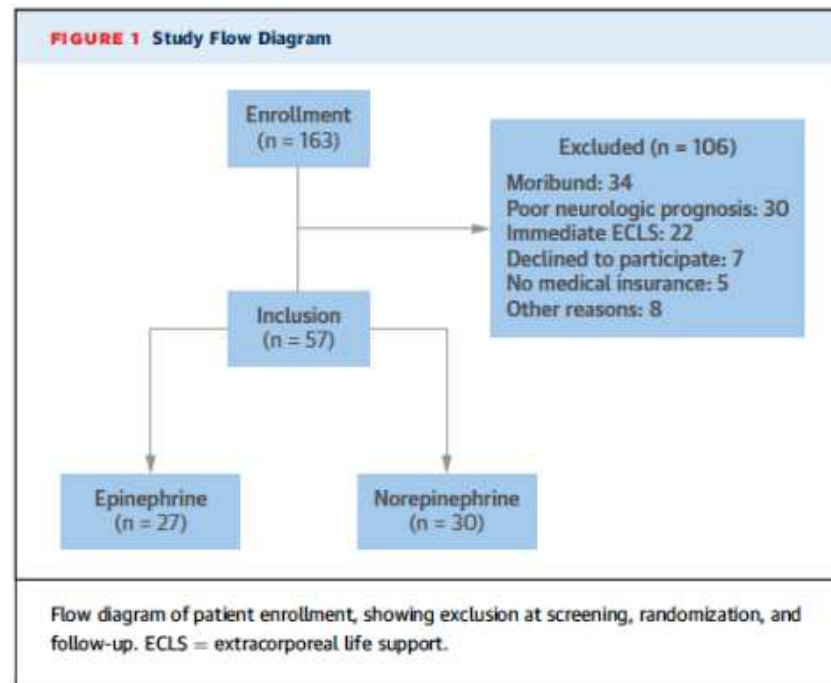 FIGURE 1 Study Flow Diagram
Enrollment
(n = 163)
Excluded (n = 106)
Moribund: 34
Poor neurologic prognosis: 30
Immediate ECLS: 22
Declined to participate: 7
No medical insurance: 5
Other reasons: 8
Inclusion
(n = 57)
Epinephrine
(n = 27)
Norepinephrine
(n = 30)
Flow diagram of patient enrollment, showing exclusion at screening, randomization, and
follow-up. ECLS = extracorporeal life support.